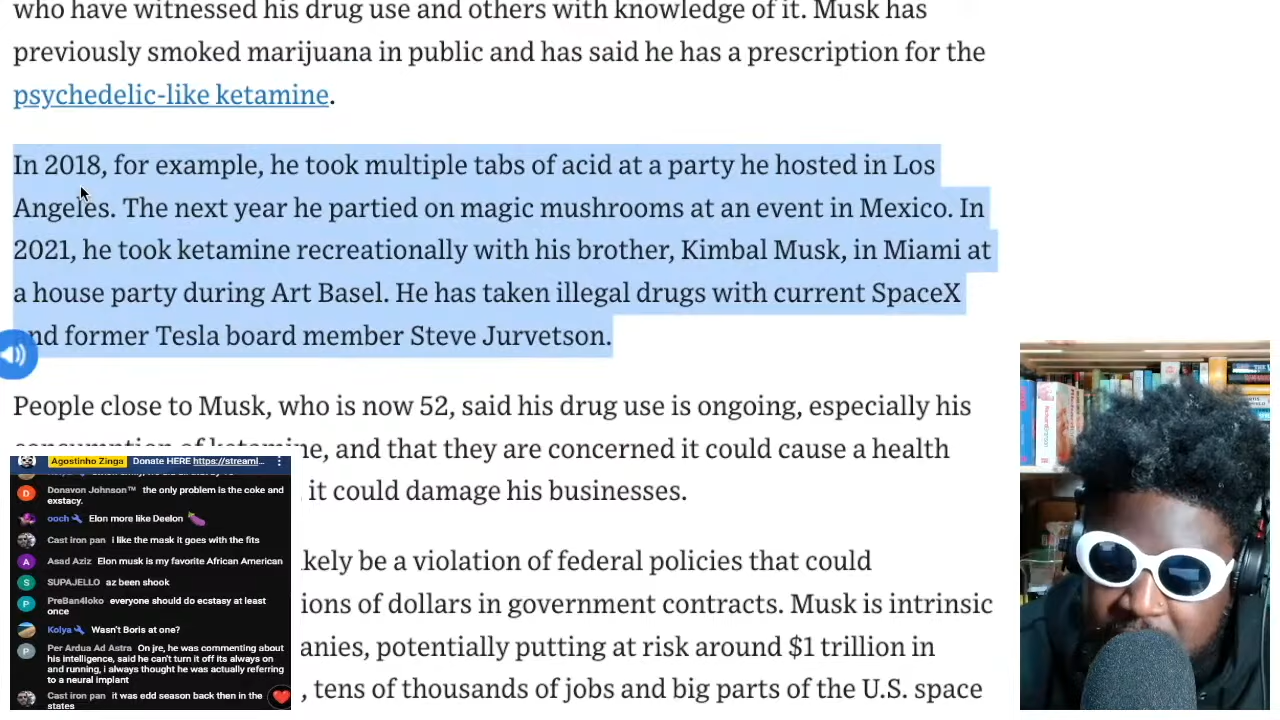 who have witnessed his drug use and others with knowledge of it. Musk has
previously smoked marijuana in public and has said he has a prescription for the
psychedelic-like ketamine.
In 2018, for example, he took multiple tabs of acid at a party he hosted in Los
Angeles. The next year he partied on magic mushrooms at an event in Mexico. In
2021, he took ketamine recreationally with his brother, Kimbal Musk, in Miami at
a house party during Art Basel. He has taken illegal drugs with current SpaceX
and former Tesla board member Steve Jurvetson.
People close to Musk, who is now 52, said his drug use is ongoing, especially his
consumption of ketamine, and that they are concerned it could cause a health
it could damage his businesses.
kely be a violation of federal policies that could
ions of dollars in government contracts. Musk is intrinsic
anies, potentially putting at risk around $1 trillion in
, tens of thousands of jobs and big parts of the U.S. space
Agostinho Zinga Donate HERE https://streaml...
D Donavon Johnson™ the only problem is the coke and
exstacy.
ooch Elon more like Deelon
Cast iron pan i like the mask it goes with the fits
A Asad Aziz Elon musk is my favorite African American
S SUPAJELLO az been shook
P PreBan4loko everyone should do ecstasy at least
once
Kolya Wasn't Boris at one?
P Per Ardua Ad Astra On jre, he was commenting about
his intelligence, said he can't turn it off its always on
and running, i always thought he was actually referring
to a neural implant
Cast iron pan it was edd season back then in the
states